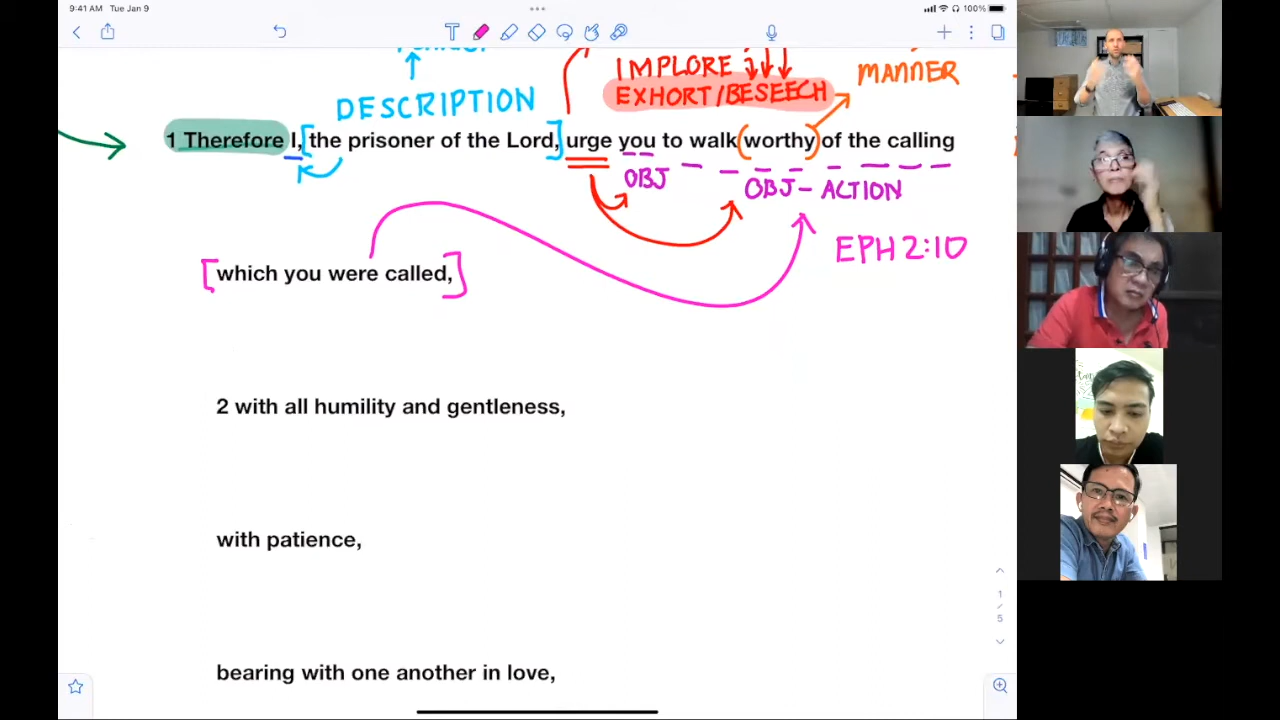 9:41 AM Tue Jan 9
100%
IMPLORE
MANNER
EXHORT/BESEECH
DESCRIPTION
1 Therefore I, [the prisoner of the Lord,] urge you to walk (worthy) of the calling
OBJ
OBJ-ACTION
EPH 2:10
[which you were called,]
2 with all humility and gentleness,
with patience,
1
/
5
bearing with one another in love,